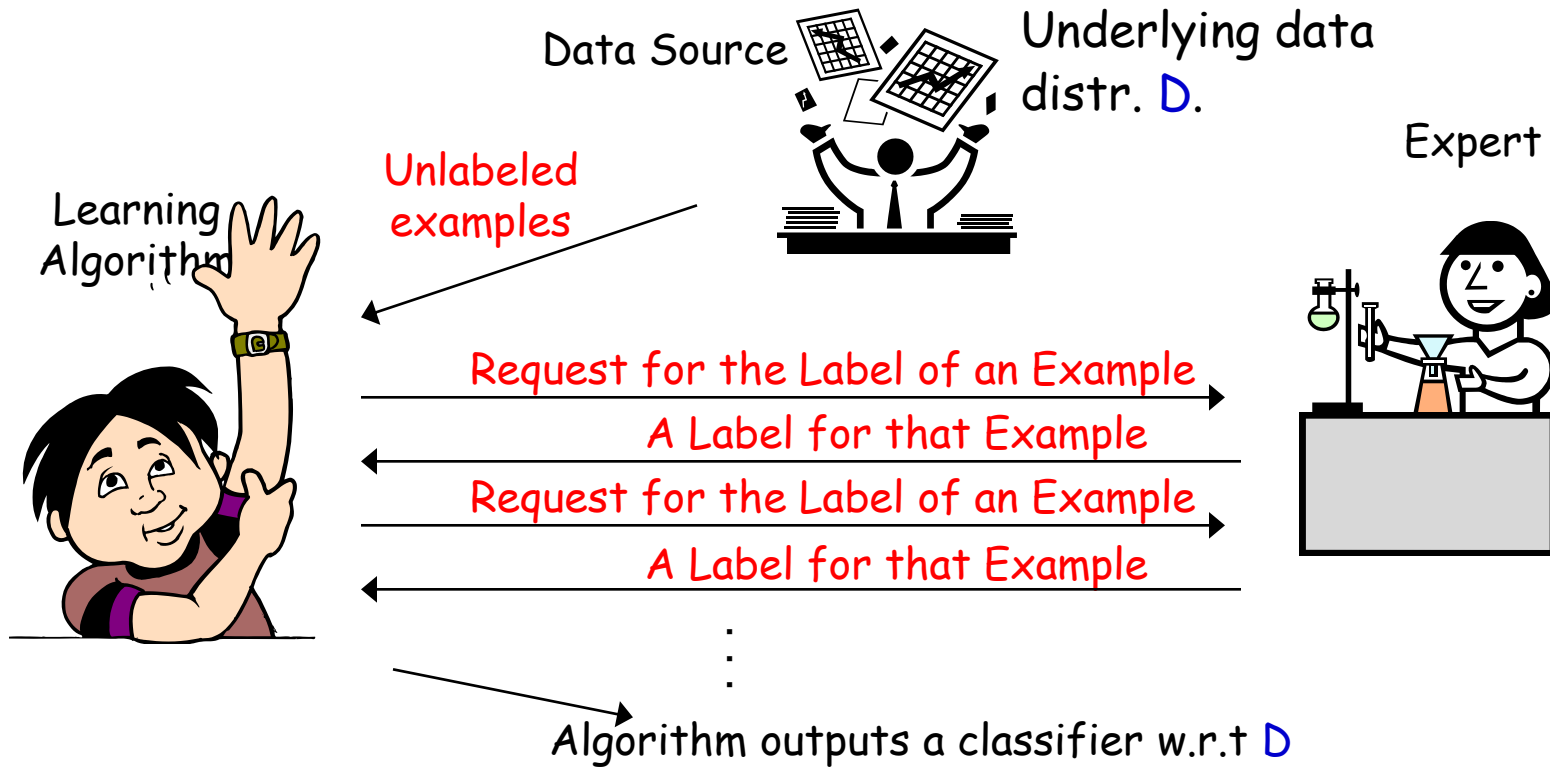 Data Source
Underlying data
distr. D.
Expert
Unlabeled
examples
Learning
Algorithm
Request for the Label of an Example
A Label for that Example
Request for the Label of an Example
A Label for that Example
.
.
.
Algorithm outputs a classifier w.r.t D